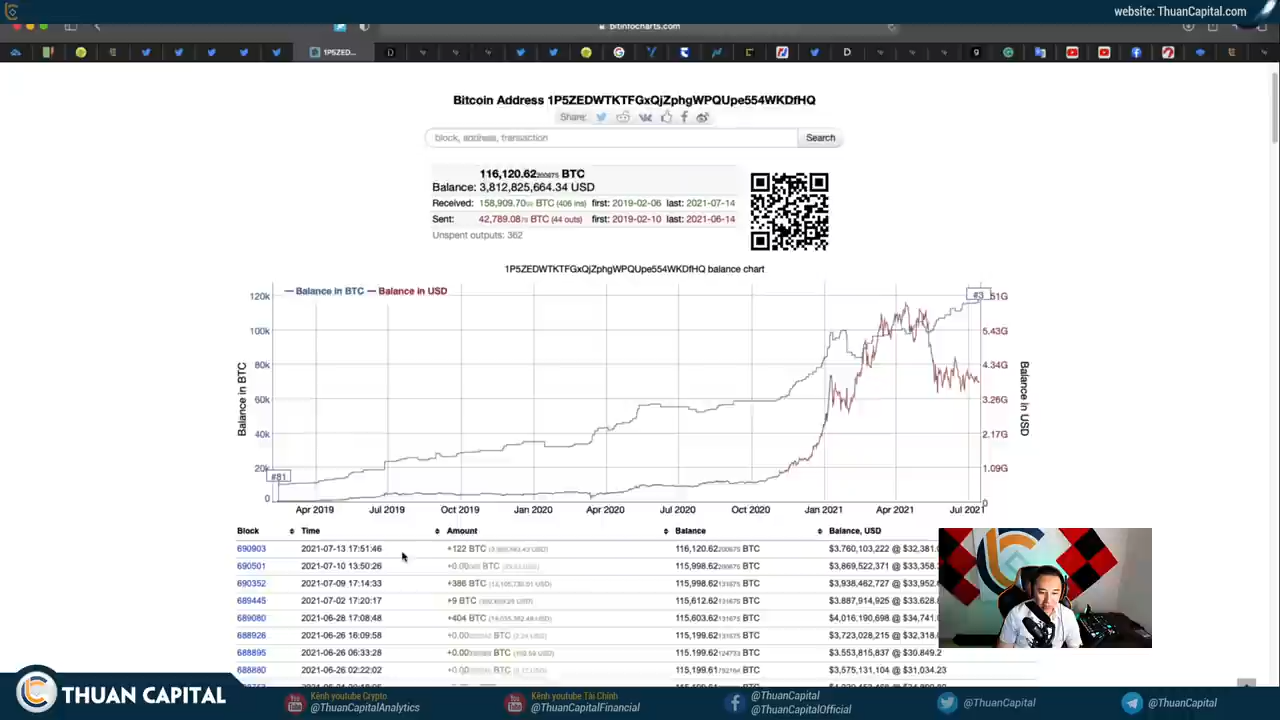 website: ThuanCapital.com
bitinfocharts.com
1P5ZED...
Bitcoin Address 1P5ZEDWTKTFGxQjZphgWPQUpe554WKDfHQ
Share:
block, address, transaction
Search
116,120.62200675 BTC
Balance: 3,812,825,664.34 USD
Received: 158,909.70 BTC (406 ins) first: 2019-02-06 last: 2021-07-14
Sent: 42,789.08 BTC (44 outs) first: 2019-02-10 last: 2021-06-14
Unspent outputs: 362
1P5ZEDWTKTFGxQjZphgWPQUpe554WKDfHQ balance chart
Balance in BTC Balance in USD
120k
100k
80k
60k
40k
20k
0
Balance in BTC
#81
#3
51G
5.43G
4.34G
3.26G
2.17G
1.09G
0
Balance in USD
Apr 2019 Jul 2019 Oct 2019 Jan 2020 Apr 2020 Jul 2020 Oct 2020 Jan 2021 Apr 2021 Jul 2021
Block Time Amount Balance Balance, USD
690903 2021-07-13 17:51:46 +122 BTC 116,120.62200675 BTC $3,760,103,222 @ $32,381.
690501 2021-07-10 13:50:26 +0.00 BTC 115,998.62200675 BTC $3,869,522,371 @ $33,358.
690352 2021-07-09 17:14:33 +386 BTC 115,998.62131675 BTC $3,938,462,727 @ $33,952.
689445 2021-07-02 17:20:17 +9 BTC 115,612.62131675 BTC $3,887,914,925 @ $33,628.
689080 2021-06-28 17:08:48 +404 BTC 115,603.62131675 BTC $4,016,190,698 @ $34,741.
688926 2021-06-26 16:09:58 +0.00 BTC 115,199.62131675 BTC $3,723,028,215 @ $32,318.
688895 2021-06-26 06:33:28 +0.00 BTC 115,199.62 BTC $3,553,815,837 @ $30,849.2
688880 2021-06-26 02:22:02 +0.00 BTC 115,199.61 BTC $3,575,131,104 @ $31,034.23
THUAN CAPITAL
Kênh youtube Crypto
@ThuanCapitalAnalytics
Kênh youtube Tài Chính
@ThuanCapitalFinancial
@ThuanCapital
@ThuanCapitalOfficial
@ThuanCapital
@ThuanCapital